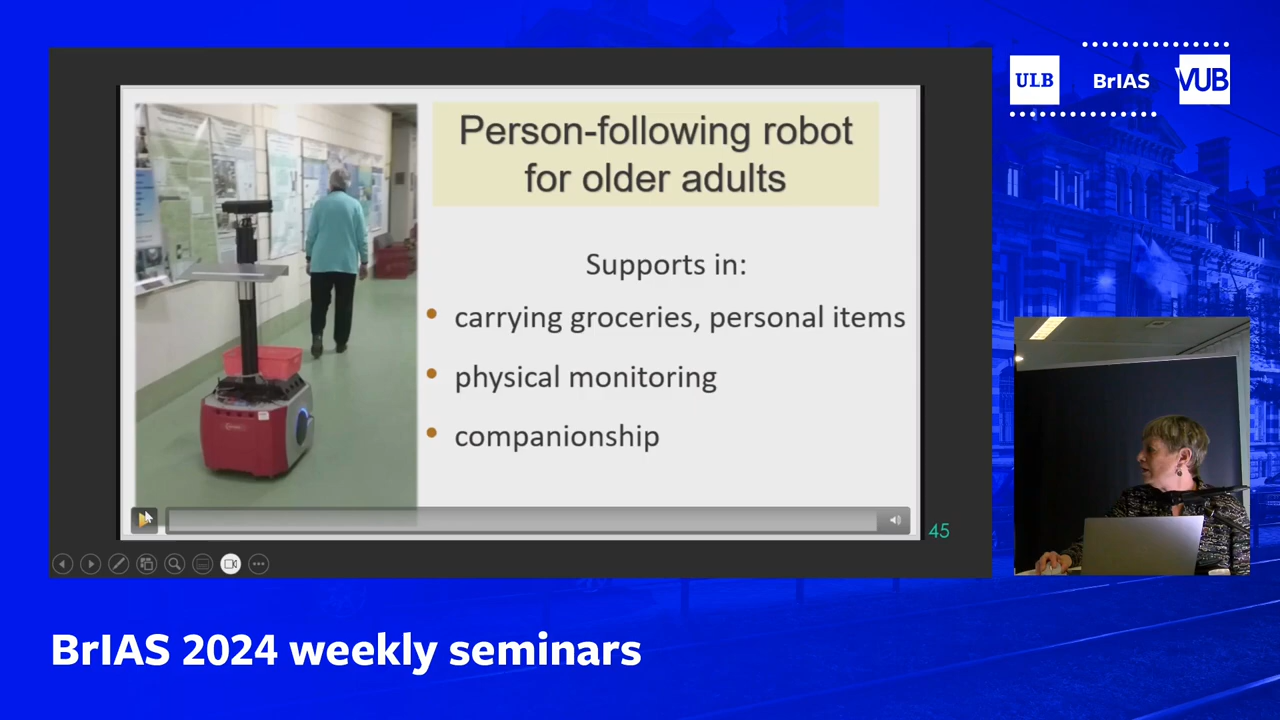 ULB
BrIAS
VUB
Person-following robot
for older adults
Supports in:
• carrying groceries, personal items
• physical monitoring
• companionship
45
BrIAS 2024 weekly seminars